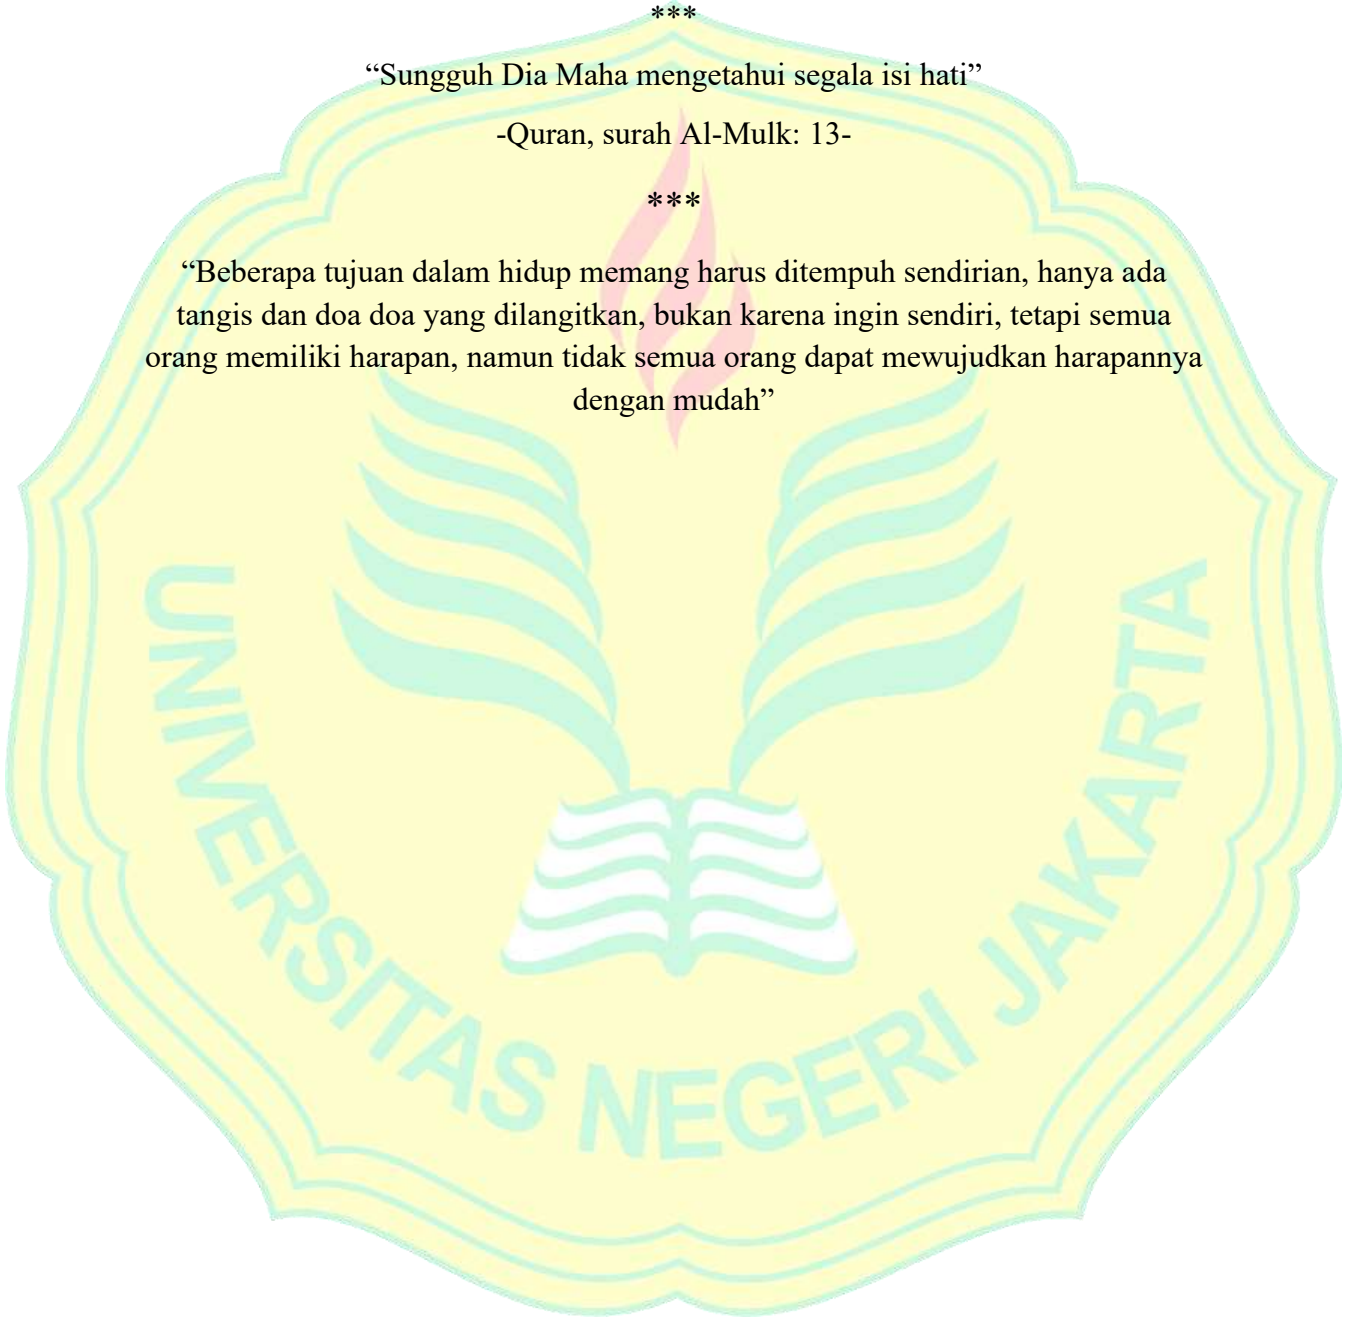 ***
“Sungguh Dia Maha mengetahui segala isi hati”
-Quran, surah Al-Mulk: 13-
***
“Beberapa tujuan dalam hidup memang harus ditempuh sendirian, hanya ada
tangis dan doa doa yang dilangitkan, bukan karena ingin sendiri, tetapi semua
orang memiliki harapan, namun tidak semua orang dapat mewujudkan harapannya
dengan mudah”
UNIVERSITAS NEGERI JAKARTA